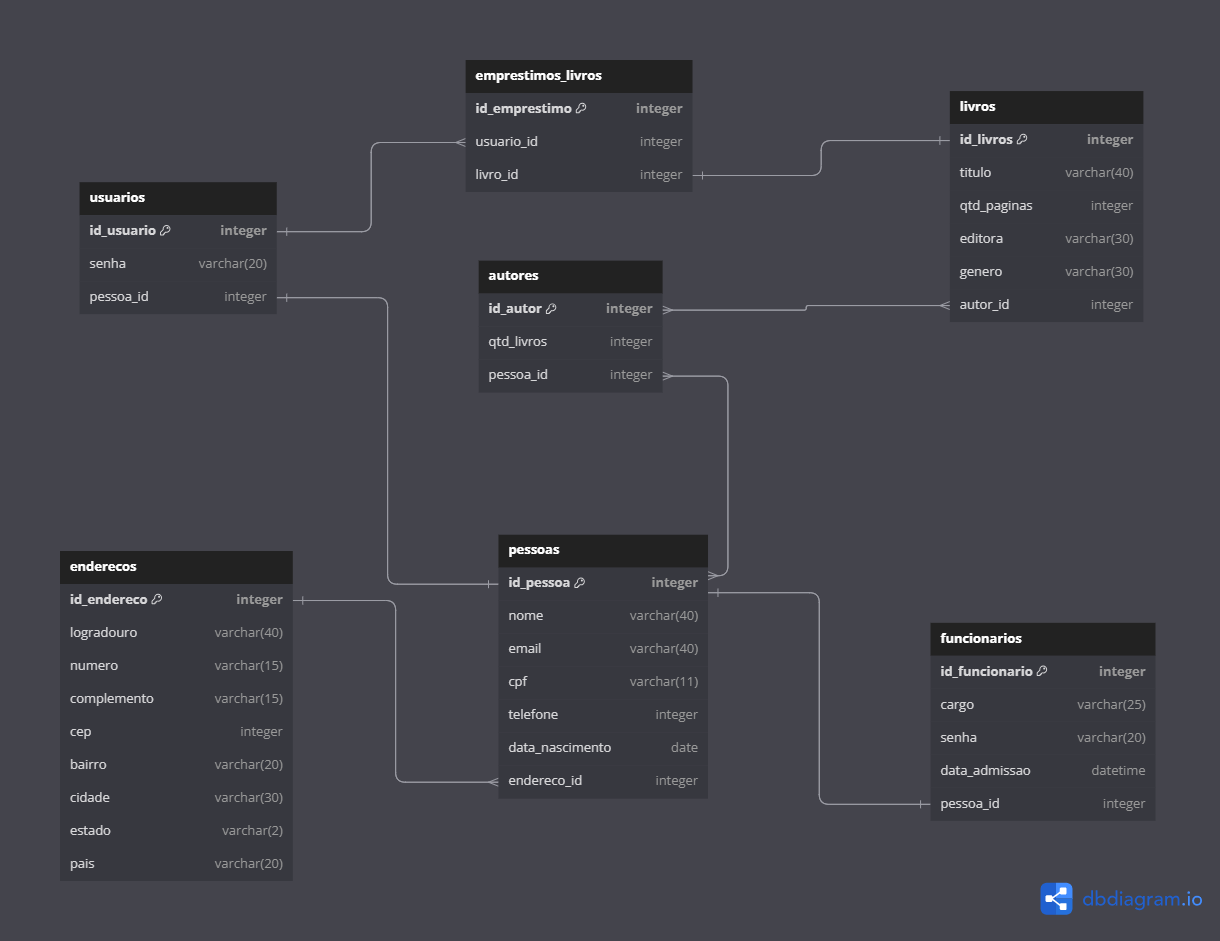 emprestimos_livros
id_emprestimo integer
usuario_id integer
livro_id integer
livros
id_livros integer
titulo varchar(40)
qtd_paginas integer
editora varchar(30)
genero varchar(30)
autor_id integer
usuarios
id_usuario integer
senha varchar(20)
pessoa_id integer
autores
id_autor integer
qtd_livros integer
pessoa_id integer
enderecos
id_endereco integer
logradouro varchar(40)
numero varchar(15)
complemento varchar(15)
cep integer
bairro varchar(20)
cidade varchar(30)
estado varchar(2)
pais varchar(20)
pessoas
id_pessoa integer
nome varchar(40)
email varchar(40)
cpf varchar(11)
telefone integer
data_nascimento date
endereco_id integer
funcionarios
id_funcionario integer
cargo varchar(25)
senha varchar(20)
data_admissao datetime
pessoa_id integer
dbdiagram.io